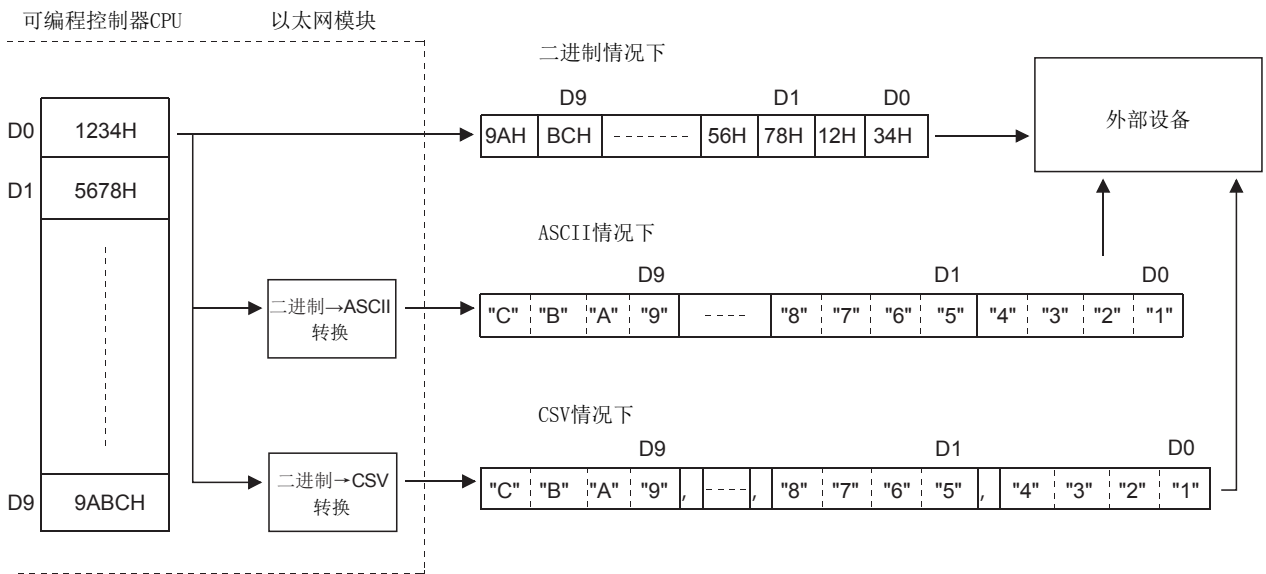 可编程控制器CPU
以太网模块
D0 1234H
D1 5678H
D9 9ABCH
二进制→ASCII
转换
二进制→CSV
转换
二进制情况下
D9 D1 D0
9AH BCH 56H 78H 12H 34H
ASCII情况下
D9 D1 D0
"C" "B" "A" "9" "8" "7" "6" "5" "4" "3" "2" "1"
CSV情况下
D9 D1 D0
"C" "B" "A" "9" , , "8" "7" "6" "5" , "4" "3" "2" "1"
外部设备